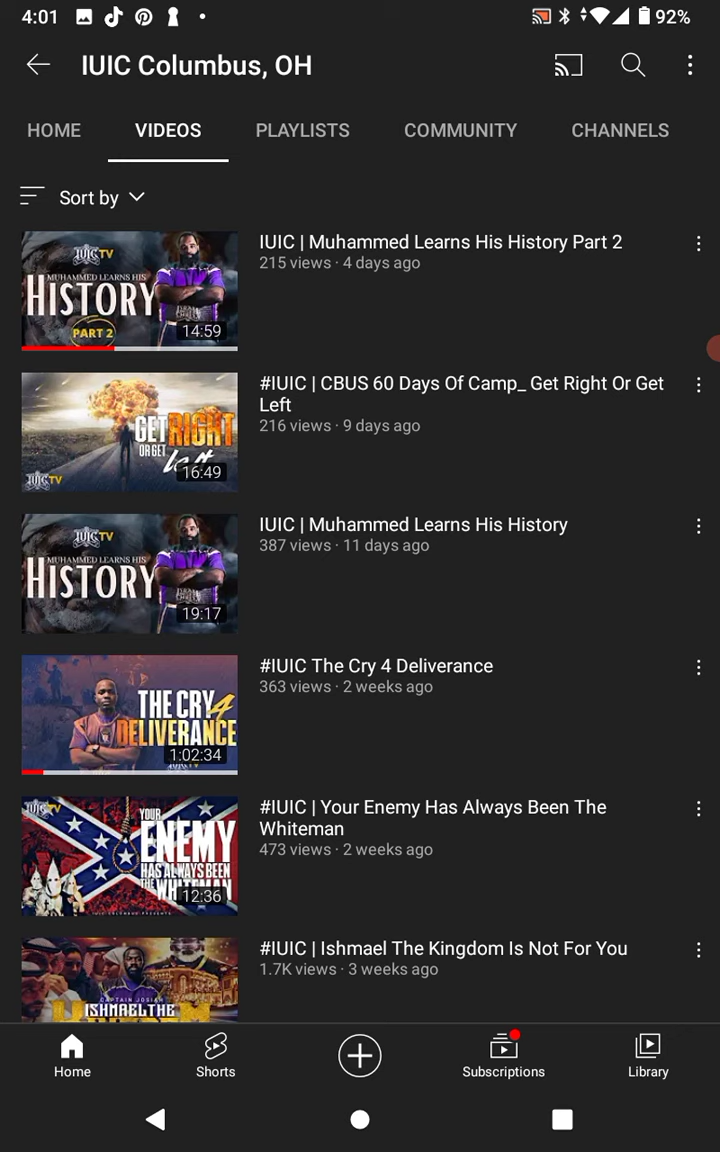 4:01
92%
IUIC Columbus, OH
HOME VIDEOS PLAYLISTS COMMUNITY CHANNELS
Sort by
IUIC TV
MUHAMMED LEARNS HIS
HISTORY
PART 2
14:59
IUIC | Muhammed Learns His History Part 2
215 views · 4 days ago
GET RIGHT
OR GET
Left
IUIC TV
16:49
#IUIC | CBUS 60 Days Of Camp_ Get Right Or Get
Left
216 views · 9 days ago
IUIC TV
MUHAMMED LEARNS HIS
HISTORY
19:17
IUIC | Muhammed Learns His History
387 views · 11 days ago
THE CRY 4
DELIVERANCE
1:02:34
#IUIC The Cry 4 Deliverance
363 views · 2 weeks ago
IUIC TV
YOUR
ENEMY
HAS ALWAYS BEEN
THE WHITEMAN
12:36
IUIC COLUMBUS PRESENTS
#IUIC | Your Enemy Has Always Been The
Whiteman
473 views · 2 weeks ago
CAPTAIN JOSIAH
ISHMAEL THE
#IUIC | Ishmael The Kingdom Is Not For You
1.7K views · 3 weeks ago
Home Shorts Subscriptions Library